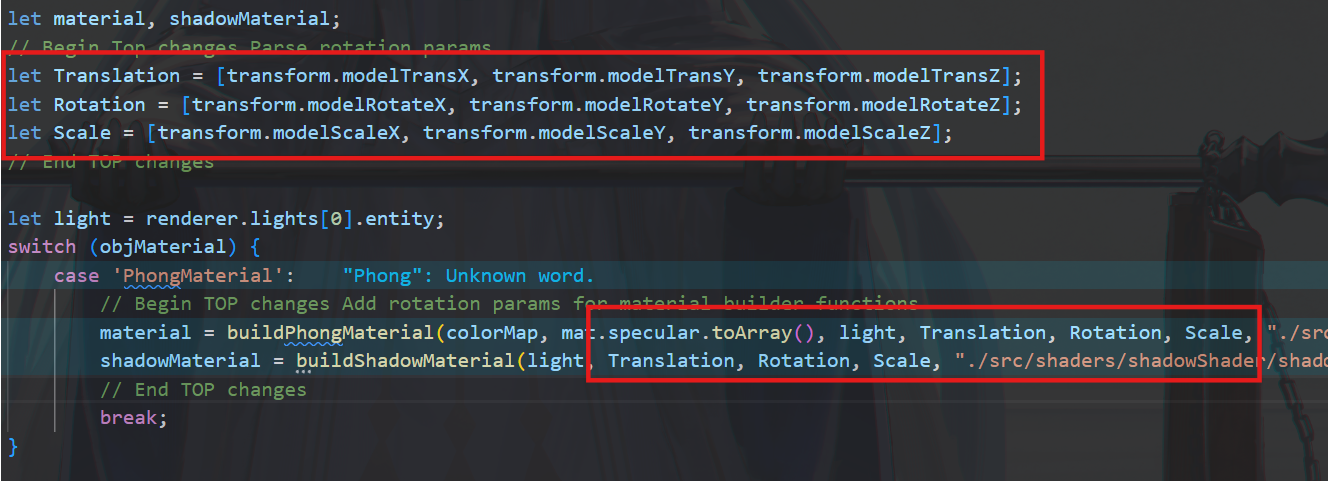 let material, shadowMaterial;
// Begin Top changes Parse rotation params
let Translation = [transform.modelTransX, transform.modelTransY, transform.modelTransZ];
let Rotation = [transform.modelRotateX, transform.modelRotateY, transform.modelRotateZ];
let Scale = [transform.modelScaleX, transform.modelScaleY, transform.modelScaleZ];
// End TOP changes
let light = renderer.lights[0].entity;
switch (objMaterial) {
case 'PhongMaterial': "Phong": Unknown word.
// Begin TOP changes Add rotation params for material builder functions
material = buildPhongMaterial(colorMap, mat.specular.toArray(), light, Translation, Rotation, Scale, "./src
shadowMaterial = buildShadowMaterial(light, Translation, Rotation, Scale, "./src/shaders/shadowShader/shado
// End TOP changes
break;
}